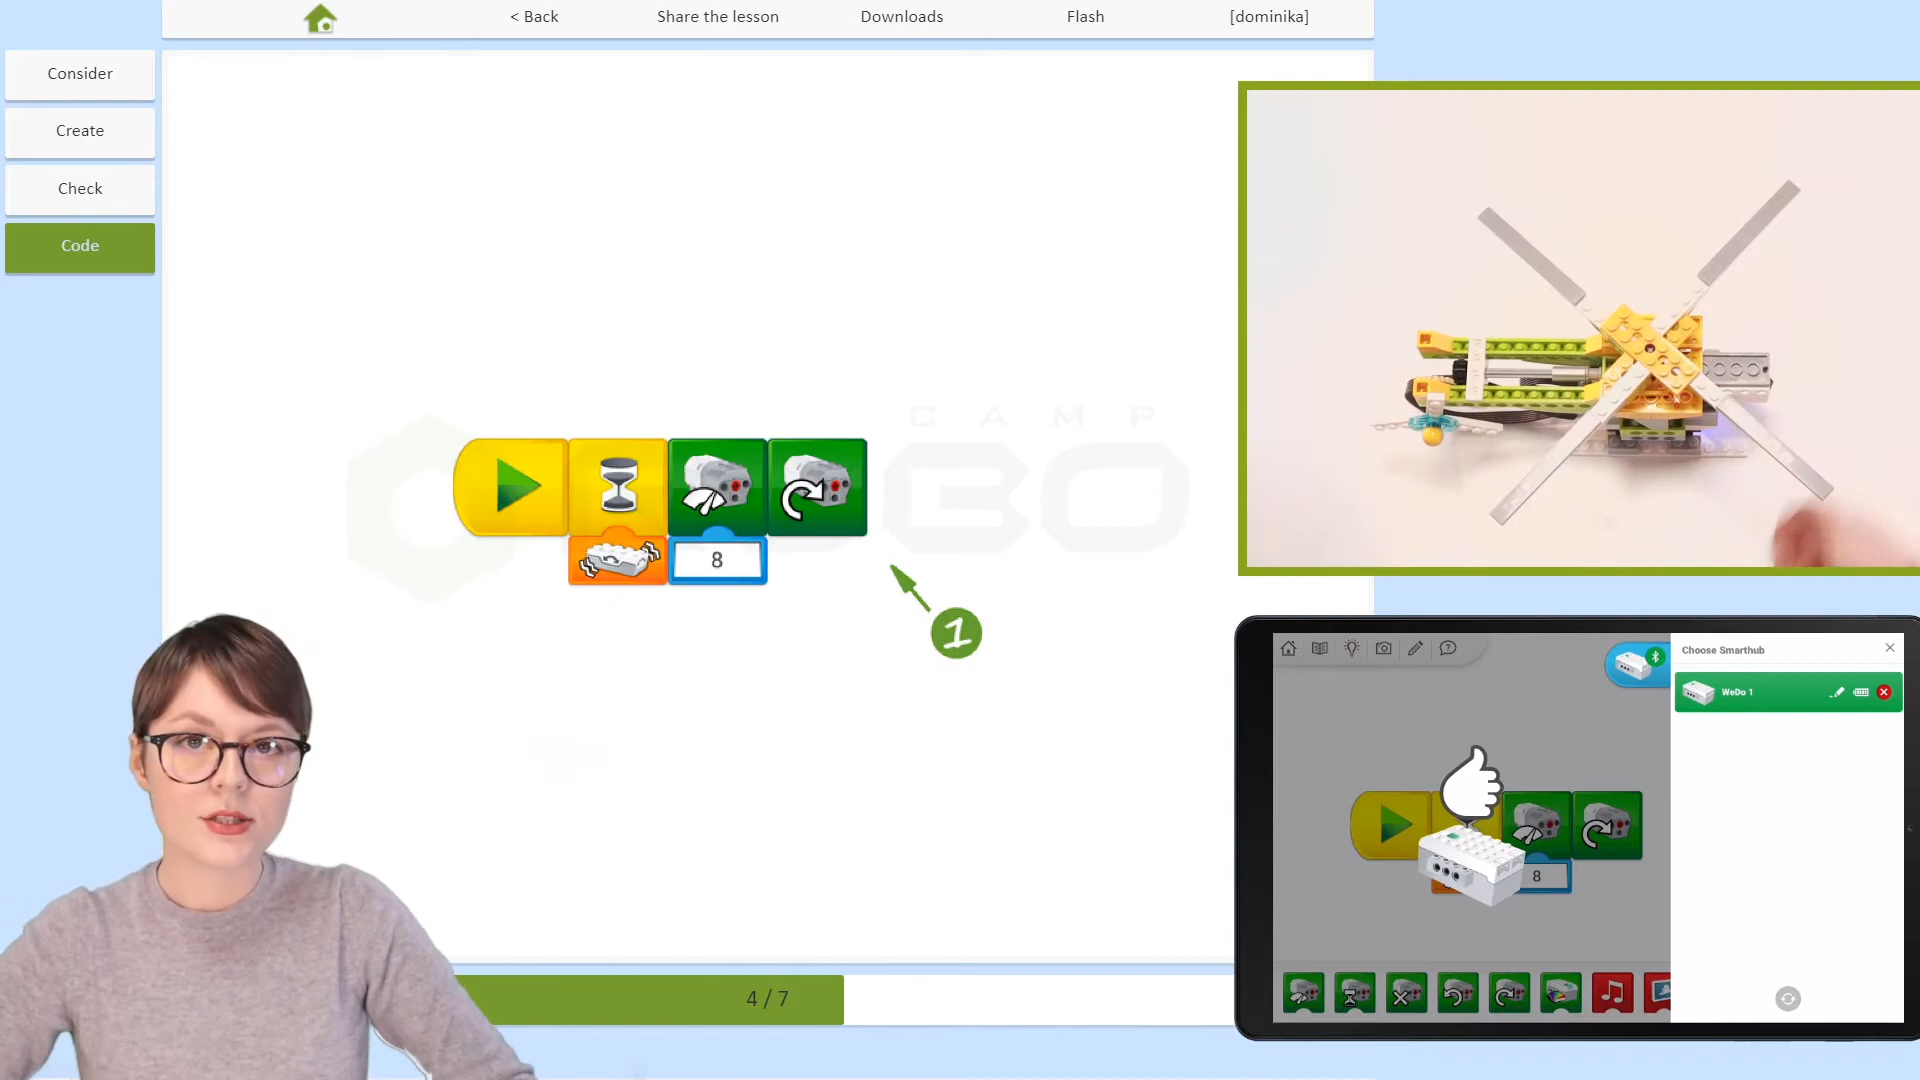 < Back
Share the lesson
Downloads
Flash
[dominika]
Consider
Create
Check
Code
CAMP
8
1
4 / 7
Choose Smarthub
WeDo 1
8